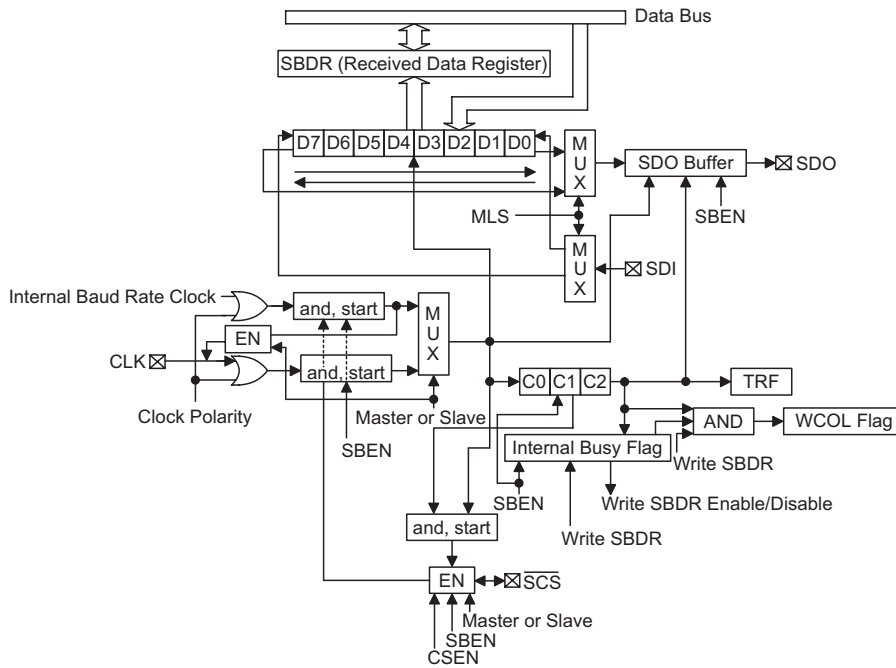 Data Bus
SBDR (Received Data Register)
D7 D6 D5 D4 D3 D2 D1 D0
MUX
SDO Buffer
SDO
MLS
SBEN
MUX
SDI
Internal Baud Rate Clock
and, start
MUX
EN
CLK
and, start
C0 C1 C2
TRF
Clock Polarity
Master or Slave
AND
WCOL Flag
SBEN
Internal Busy Flag
Write SBDR
SBEN
Write SBDR Enable/Disable
and, start
Write SBDR
EN
SCS
Master or Slave
SBEN
CSEN